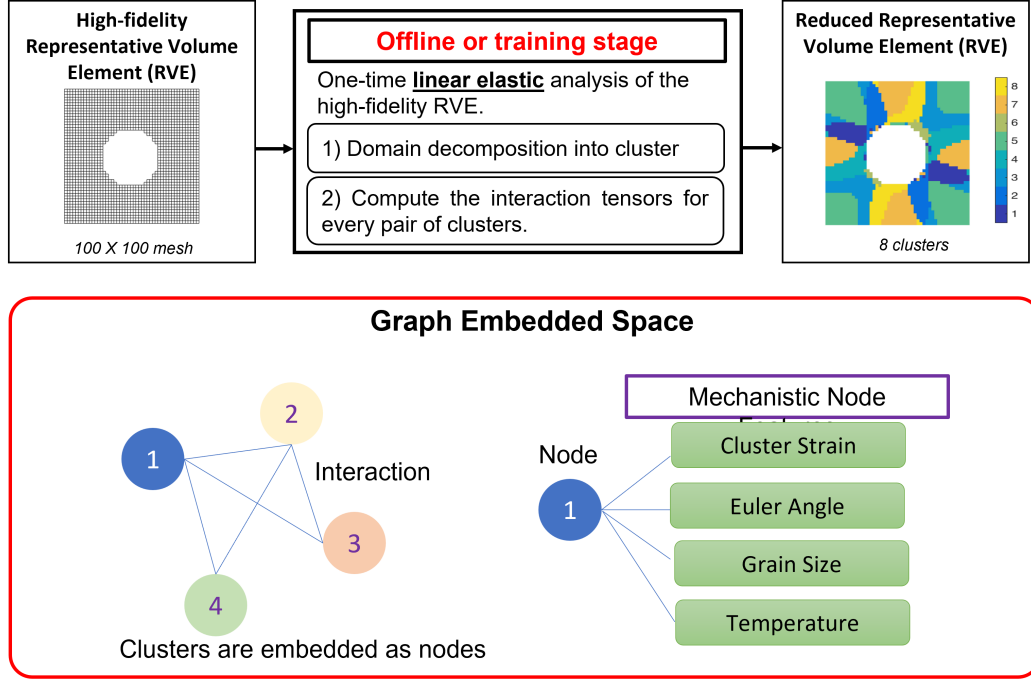 High-fidelity
Representative Volume
Element (RVE)
100 X 100 mesh
Offline or training stage
One-time linear elastic analysis of the
high-fidelity RVE.
1) Domain decomposition into cluster
2) Compute the interaction tensors for
every pair of clusters.
Reduced Representative
Volume Element (RVE)
8
7
6
5
4
3
2
1
8 clusters
Graph Embedded Space
1
2
Interaction
3
4
Clusters are embedded as nodes
Mechanistic Node
Node
1
Cluster Strain
Euler Angle
Grain Size
Temperature